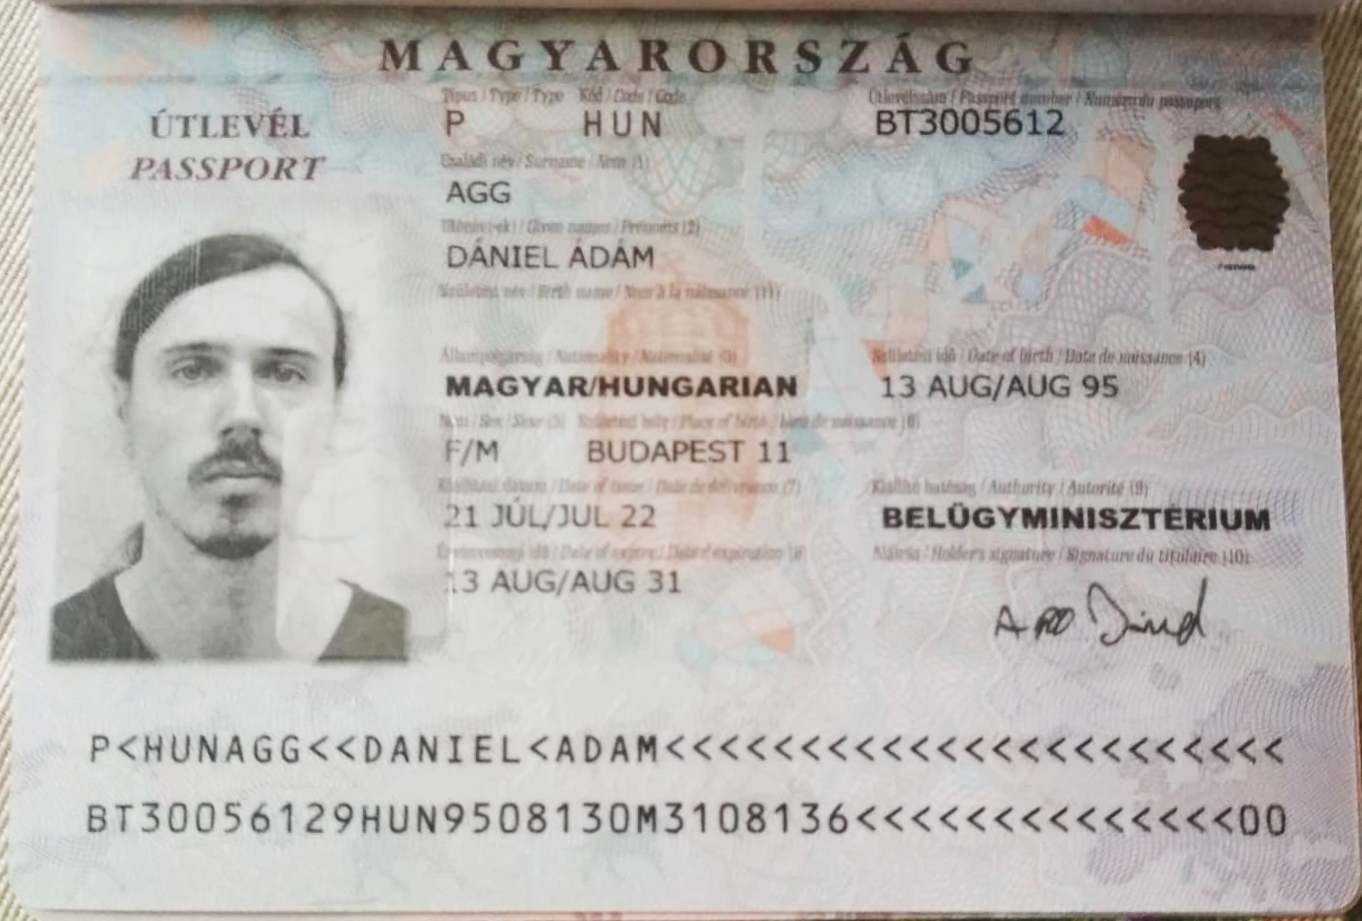 MAGYARORSZÁG
ÚTLEVÉL
PASSPORT
Típus / Type / Type Kód / Code / Code Útlevélszám / Passport number / Numéro du passeport
P HUN BT3005612
Családi név / Surname / Nom (1)
AGG
Utónév(-ek) / Given names / Prénoms (2)
DÁNIEL ÁDÁM
Születési név / Birth name / Nom à la naissance (11)
Állampolgárság / Nationality / Nationalité (3) Születési idő / Date of birth / Date de naissance (4)
MAGYAR/HUNGARIAN 13 AUG/AUG 95
Nem / Sex / Sexe (5) Születési hely / Place of birth / Lieu de naissance (6)
F/M BUDAPEST 11
Kiállítás dátuma / Date of issue / Date de délivrance (7) Kiállító hatóság / Authority / Autorité (9)
21 JÚL/JUL 22 BELÜGYMINISZTÉRIUM
Érvényességi idő / Date of expiry / Date d'expiration (8) Aláírás / Holder's signature / Signature du titulaire (10)
13 AUG/AUG 31
P<HUNAGG<<DANIEL<ADAM<<<<<<<<<<<<<<<<<<<<<<<
BT30056129HUN9508130M3108136<<<<<<<<<<<<<<00